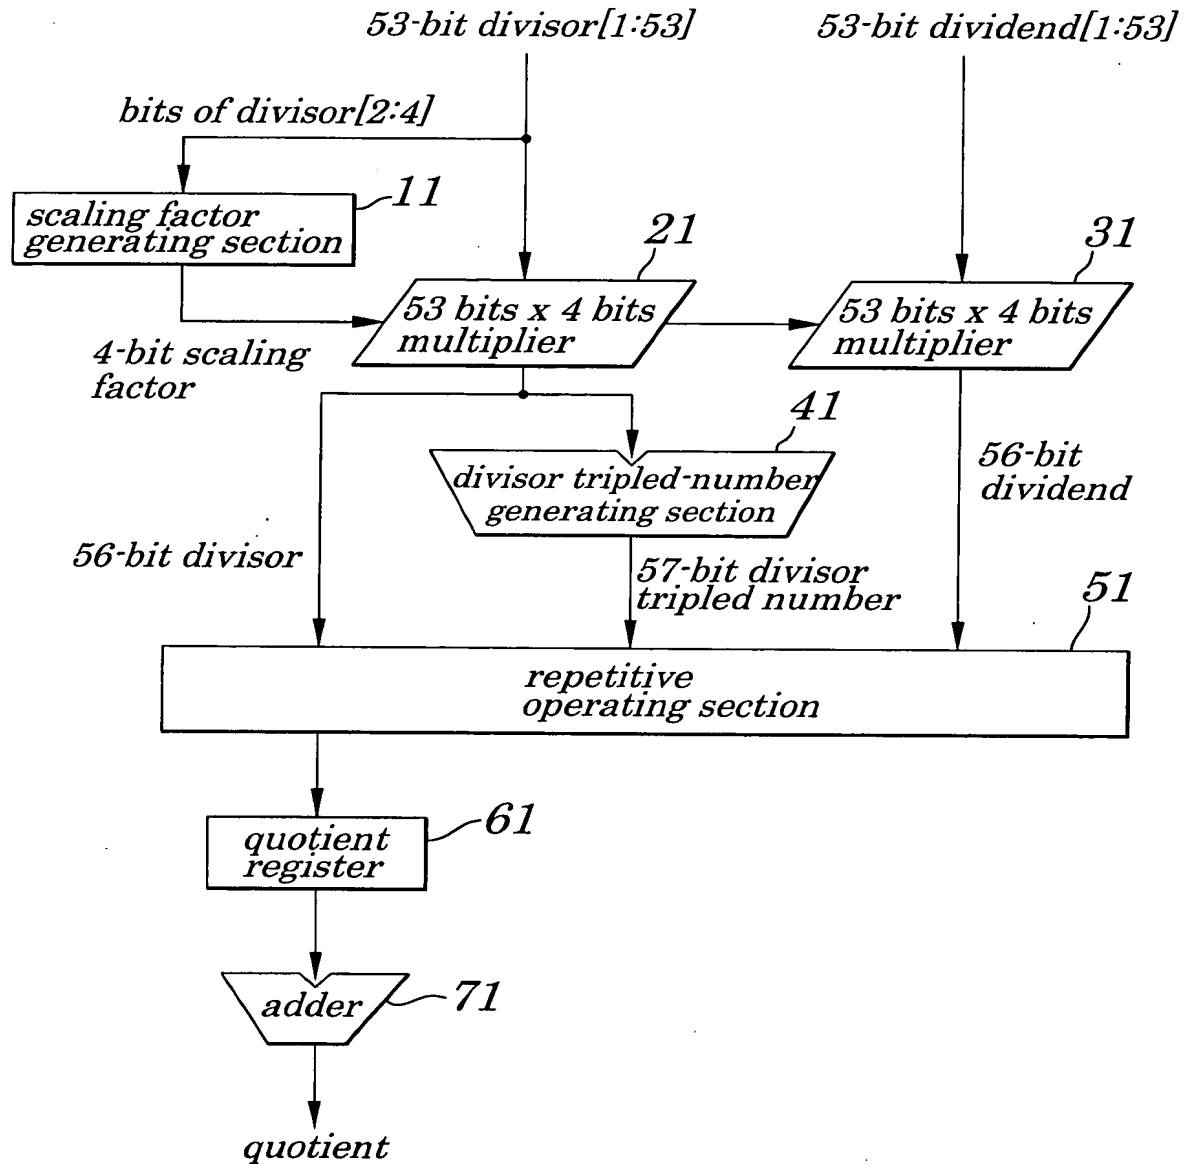 53-bit divisor[1:53]
53-bit dividend[1:53]
bits of divisor[2:4]
11
scaling factor
generating section
21
31
53 bits x 4 bits
multiplier
53 bits x 4 bits
multiplier
4-bit scaling
factor
41
divisor tripled-number
generating section
56-bit
dividend
56-bit divisor
57-bit divisor
tripled number
51
repetitive
operating section
61
quotient
register
71
adder
quotient